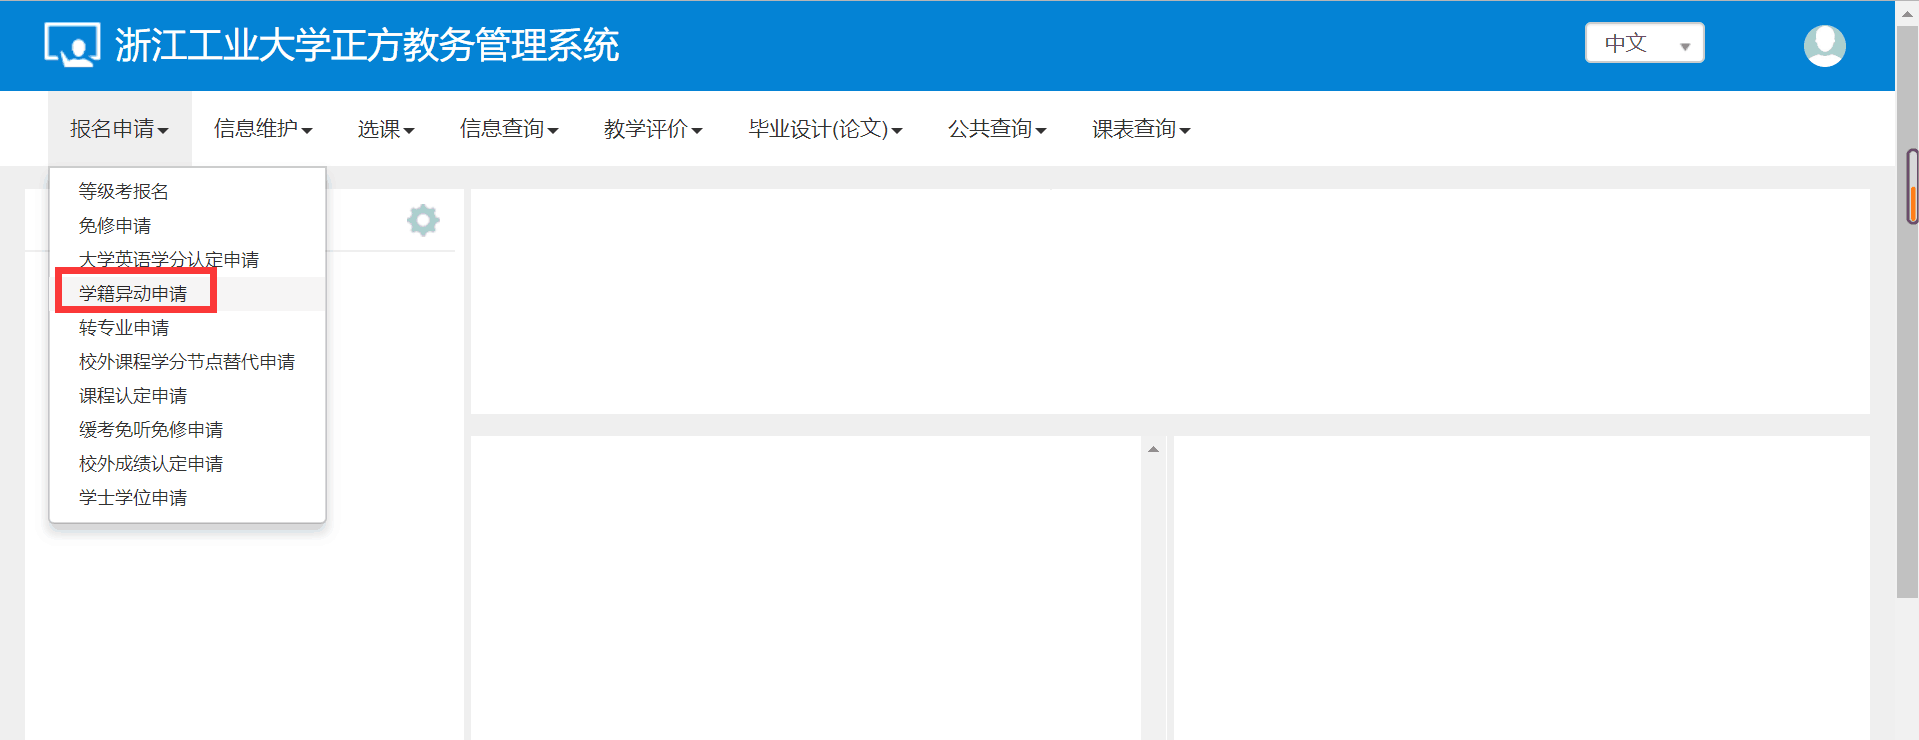 浙江工业大学正方教务管理系统
中文
报名申请 信息维护 选课 信息查询 教学评价 毕业设计(论文) 公共查询 课表查询
等级考报名
免修申请
大学英语学分认定申请
学籍异动申请
转专业申请
校外课程学分节点替代申请
课程认定申请
缓考免听免修申请
校外成绩认定申请
学士学位申请